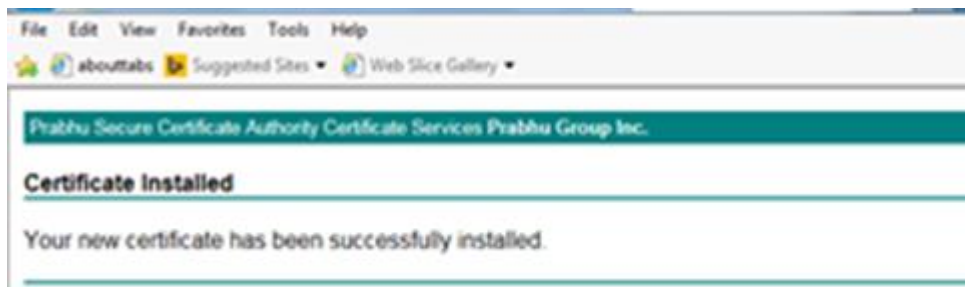 File Edit View Favorites Tools Help
abouttabs Suggested Sites Web Slice Gallery
Prabhu Secure Certificate Authority Certificate Services Prabhu Group Inc.
Certificate Installed
Your new certificate has been successfully installed.